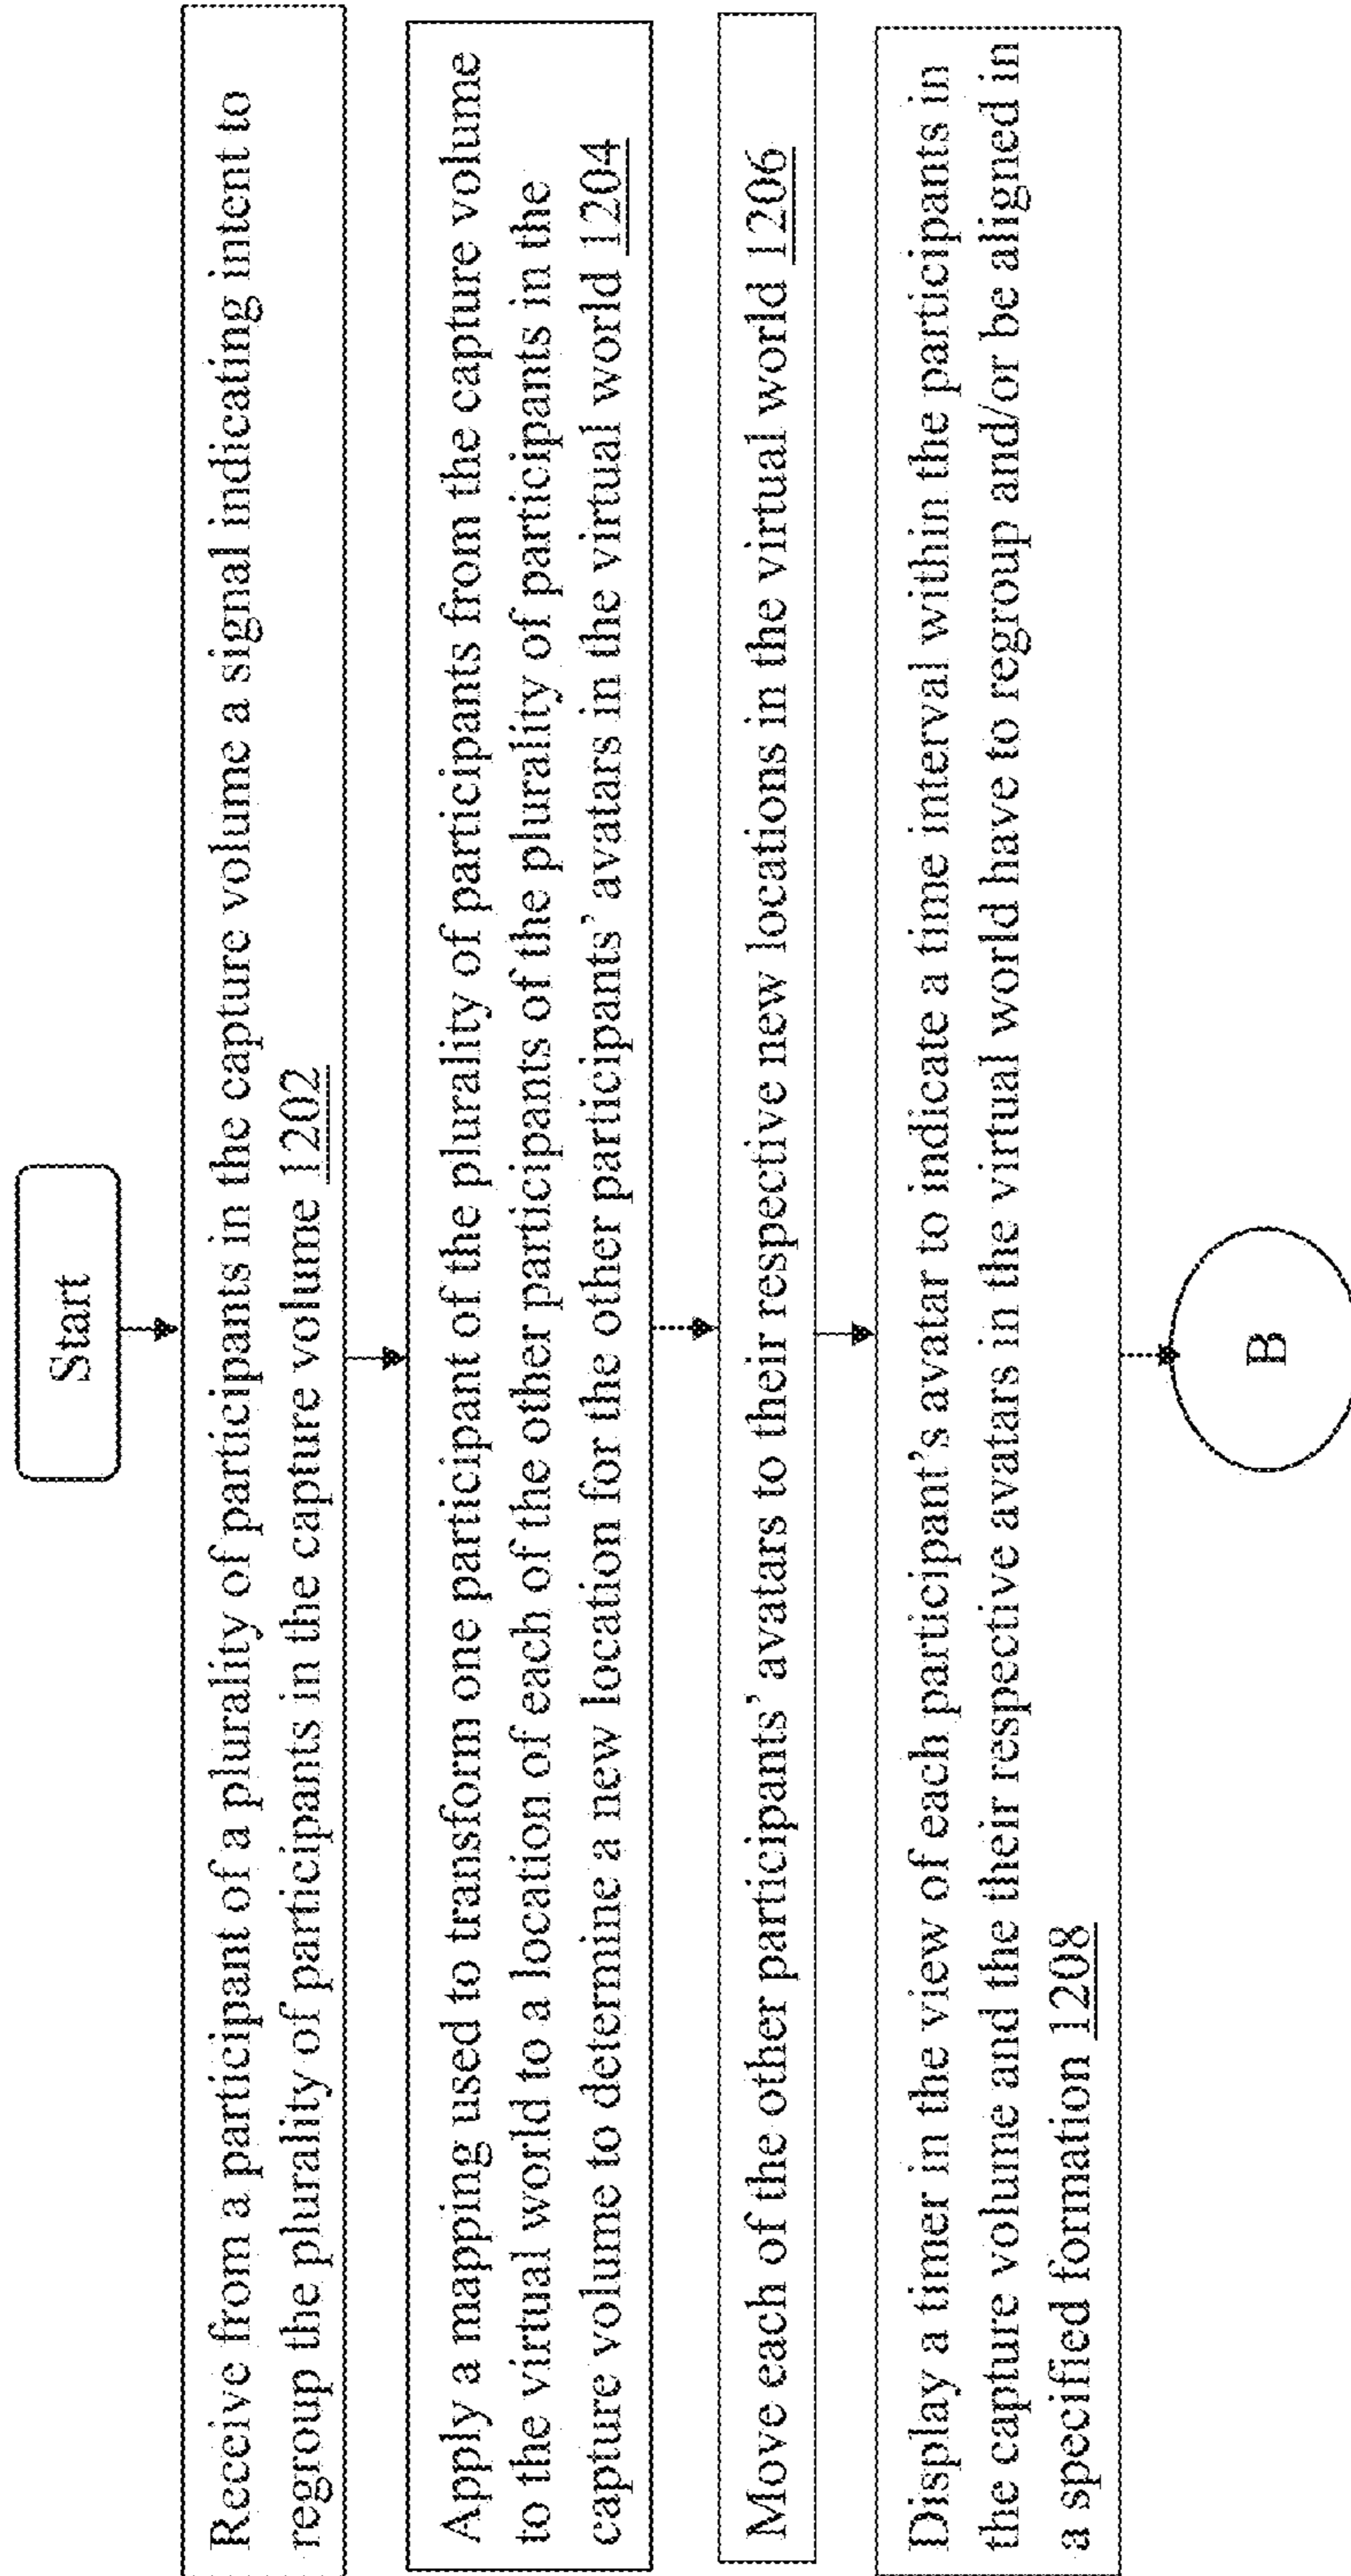 Start
Receive from a participant of a plurality of participants in the capture volume a signal indicating intent to
regroup the plurality of participants in the capture volume 1202
Apply a mapping used to transform one participant of the plurality of participants from the capture volume
to the virtual world to a location of each of the other participants of the plurality of participants in the
capture volume to determine a new location for the other participants’ avatars in the virtual world 1204
Move each of the other participants’ avatars to their respective new locations in the virtual world 1206
Display a timer in the view of each participant’s avatar to indicate a time interval within the participants in
the capture volume and the their respective avatars in the virtual world have to regroup and/or be aligned in
a specified formation 1208
B